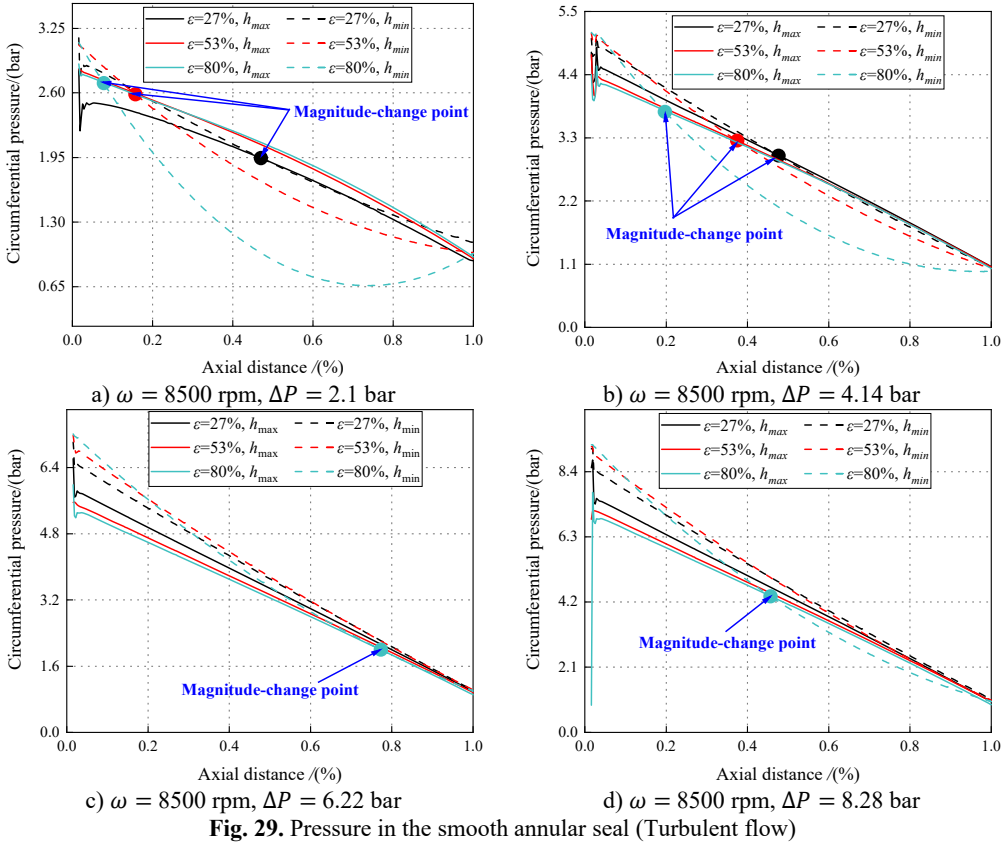 ε=27%, hmax ε=27%, hmin
ε=53%, hmax ε=53%, hmin
ε=80%, hmax ε=80%, hmin
Magnitude-change point
Circumferential pressure/(bar)
3.25
2.60
1.95
1.30
0.65
0.0 0.2 0.4 0.6 0.8 1.0
Axial distance /(%)
a) ω = 8500 rpm, ΔP = 2.1 bar
ε=27%, hmax ε=27%, hmin
ε=53%, hmax ε=53%, hmin
ε=80%, hmax ε=80%, hmin
Magnitude-change point
Circumferential pressure/(bar)
5.5
4.4
3.3
2.2
1.1
0.0
0.0 0.2 0.4 0.6 0.8 1.0
Axial distance /(%)
b) ω = 8500 rpm, ΔP = 4.14 bar
ε=27%, hmax ε=27%, hmin
ε=53%, hmax ε=53%, hmin
ε=80%, hmax ε=80%, hmin
Magnitude-change point
Circumferential pressure/(bar)
6.4
4.8
3.2
1.6
0.0
0.0 0.2 0.4 0.6 0.8 1.0
Axial distance /(%)
c) ω = 8500 rpm, ΔP = 6.22 bar
ε=27%, hmax ε=27%, hmin
ε=53%, hmax ε=53%, hmin
ε=80%, hmax ε=80%, hmin
Magnitude-change point
Circumferential pressure/(bar)
8.4
6.3
4.2
2.1
0.0
0.0 0.2 0.4 0.6 0.8 1.0
Axial distance /(%)
d) ω = 8500 rpm, ΔP = 8.28 bar
Fig. 29. Pressure in the smooth annular seal (Turbulent flow)